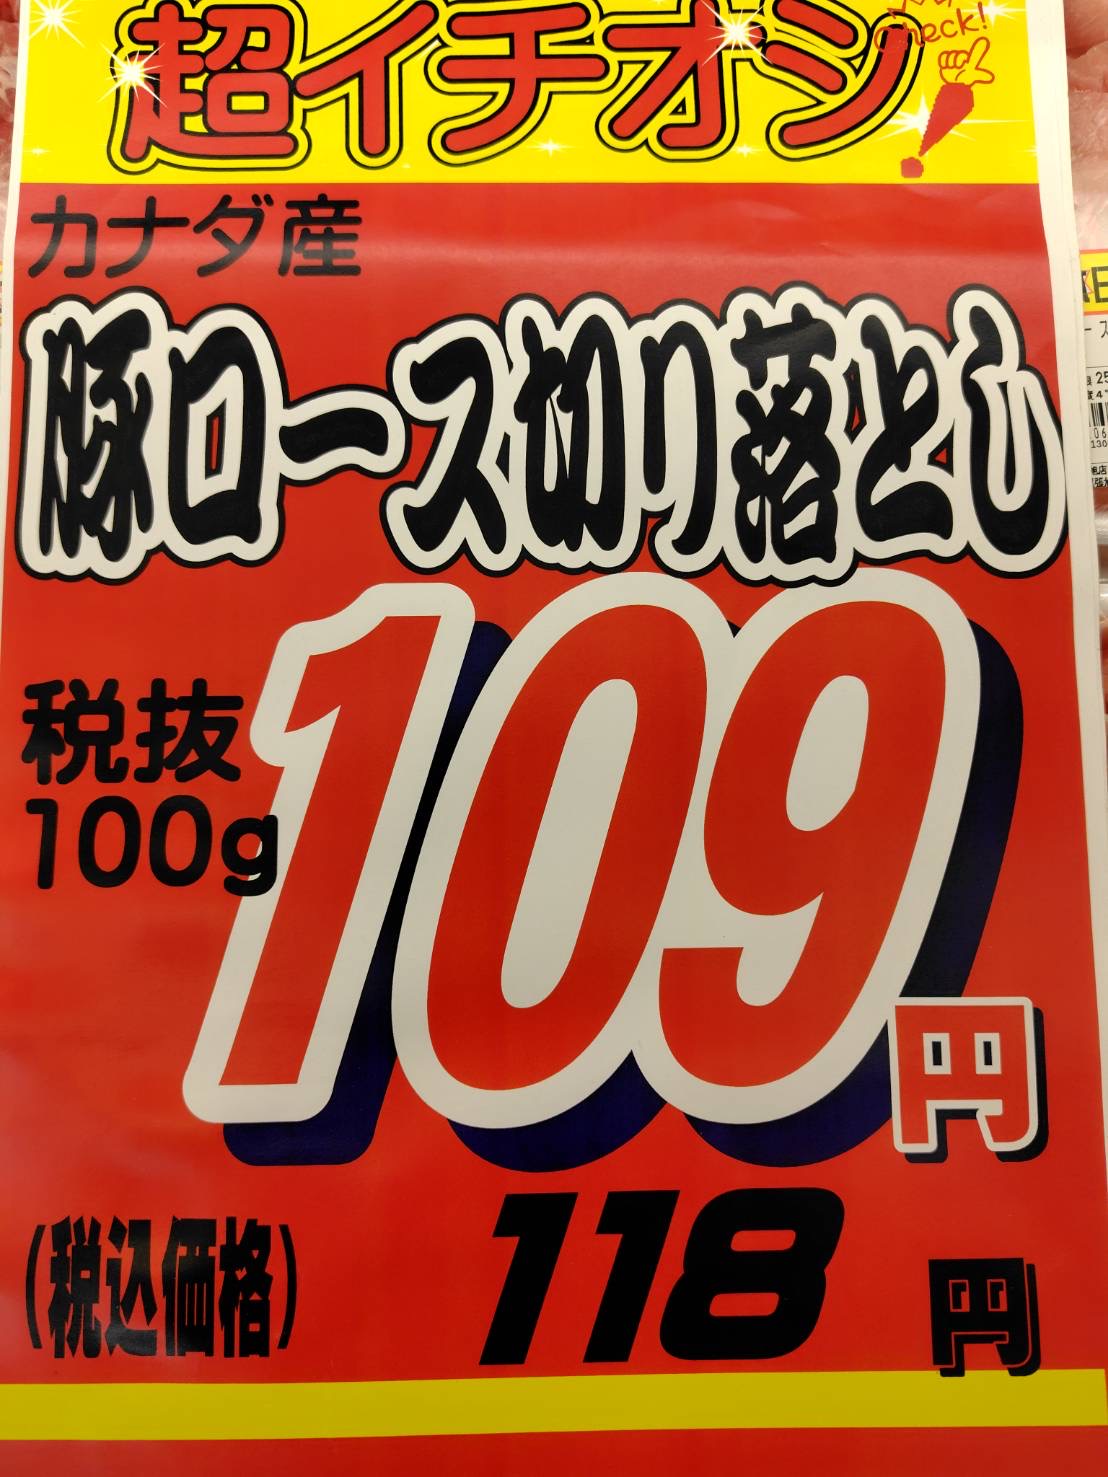 超イチオシ!
Check!
カナダ産
豚ロース切り落とし
税抜
100g
109円
(税込価格) 118円